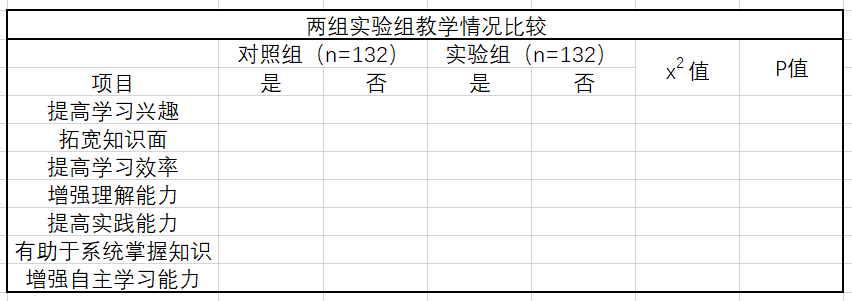 两组实验组教学情况比较
对照组（n=132） 实验组（n=132） x² 值 P值
项目 是 否 是 否
提高学习兴趣
拓宽知识面
提高学习效率
增强理解能力
提高实践能力
有助于系统掌握知识
增强自主学习能力